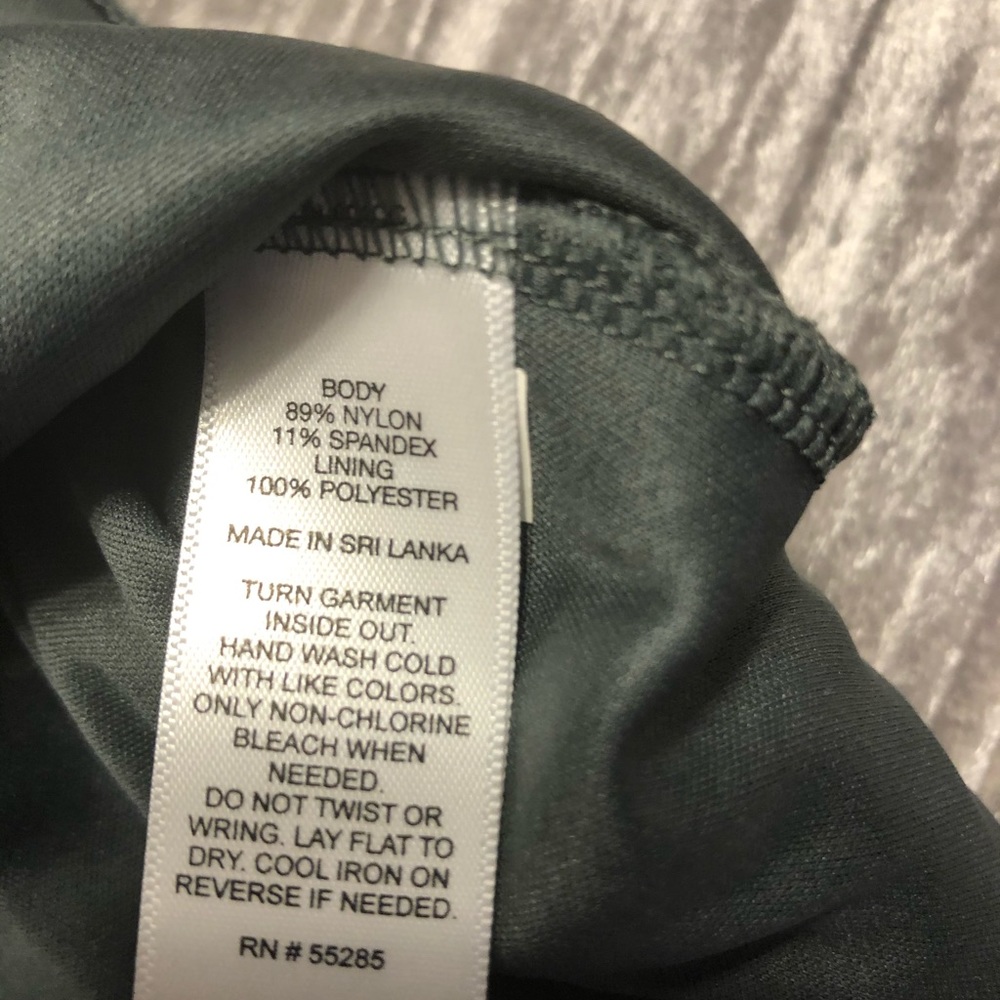 BODY
89% NYLON
11% SPANDEX
LINING
100% POLYESTER
MADE IN SRI LANKA
TURN GARMENT
INSIDE OUT.
HAND WASH COLD
WITH LIKE COLORS.
ONLY NON-CHLORINE
BLEACH WHEN
NEEDED.
DO NOT TWIST OR
WRING. LAY FLAT TO
DRY. COOL IRON ON
REVERSE IF NEEDED.
RN # 55285